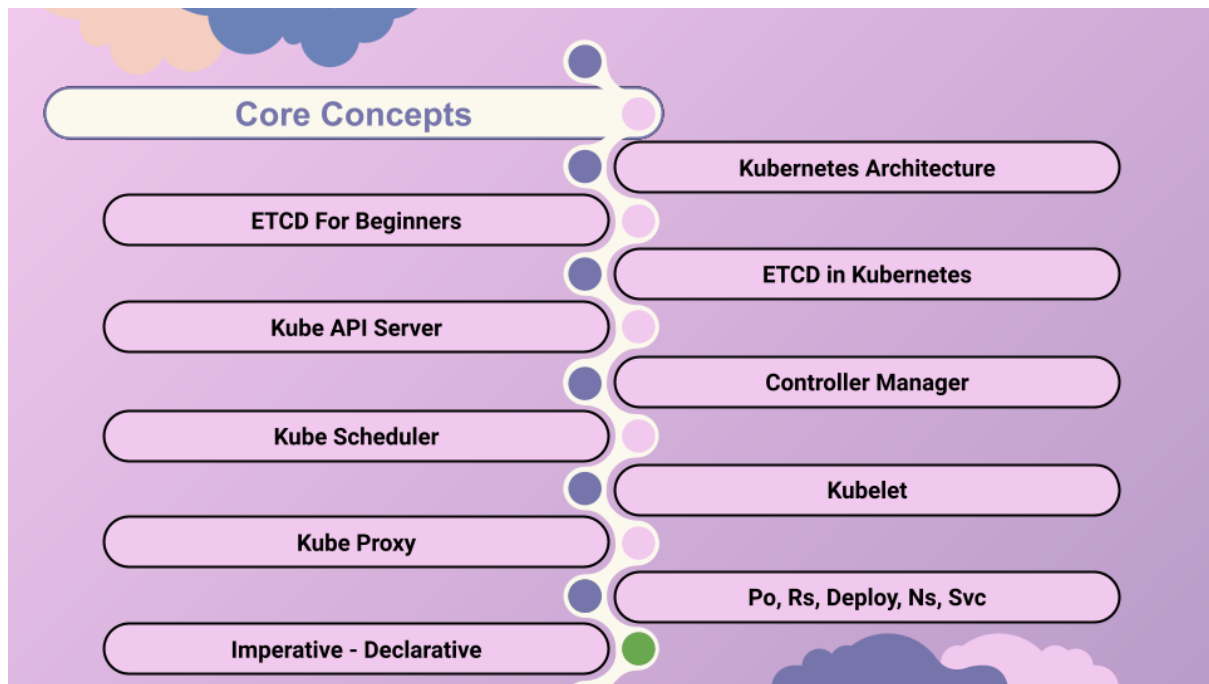 Core Concepts
Kubernetes Architecture
ETCD For Beginners
ETCD in Kubernetes
Kube API Server
Controller Manager
Kube Scheduler
Kubelet
Kube Proxy
Po, Rs, Deploy, Ns, Svc
Imperative - Declarative